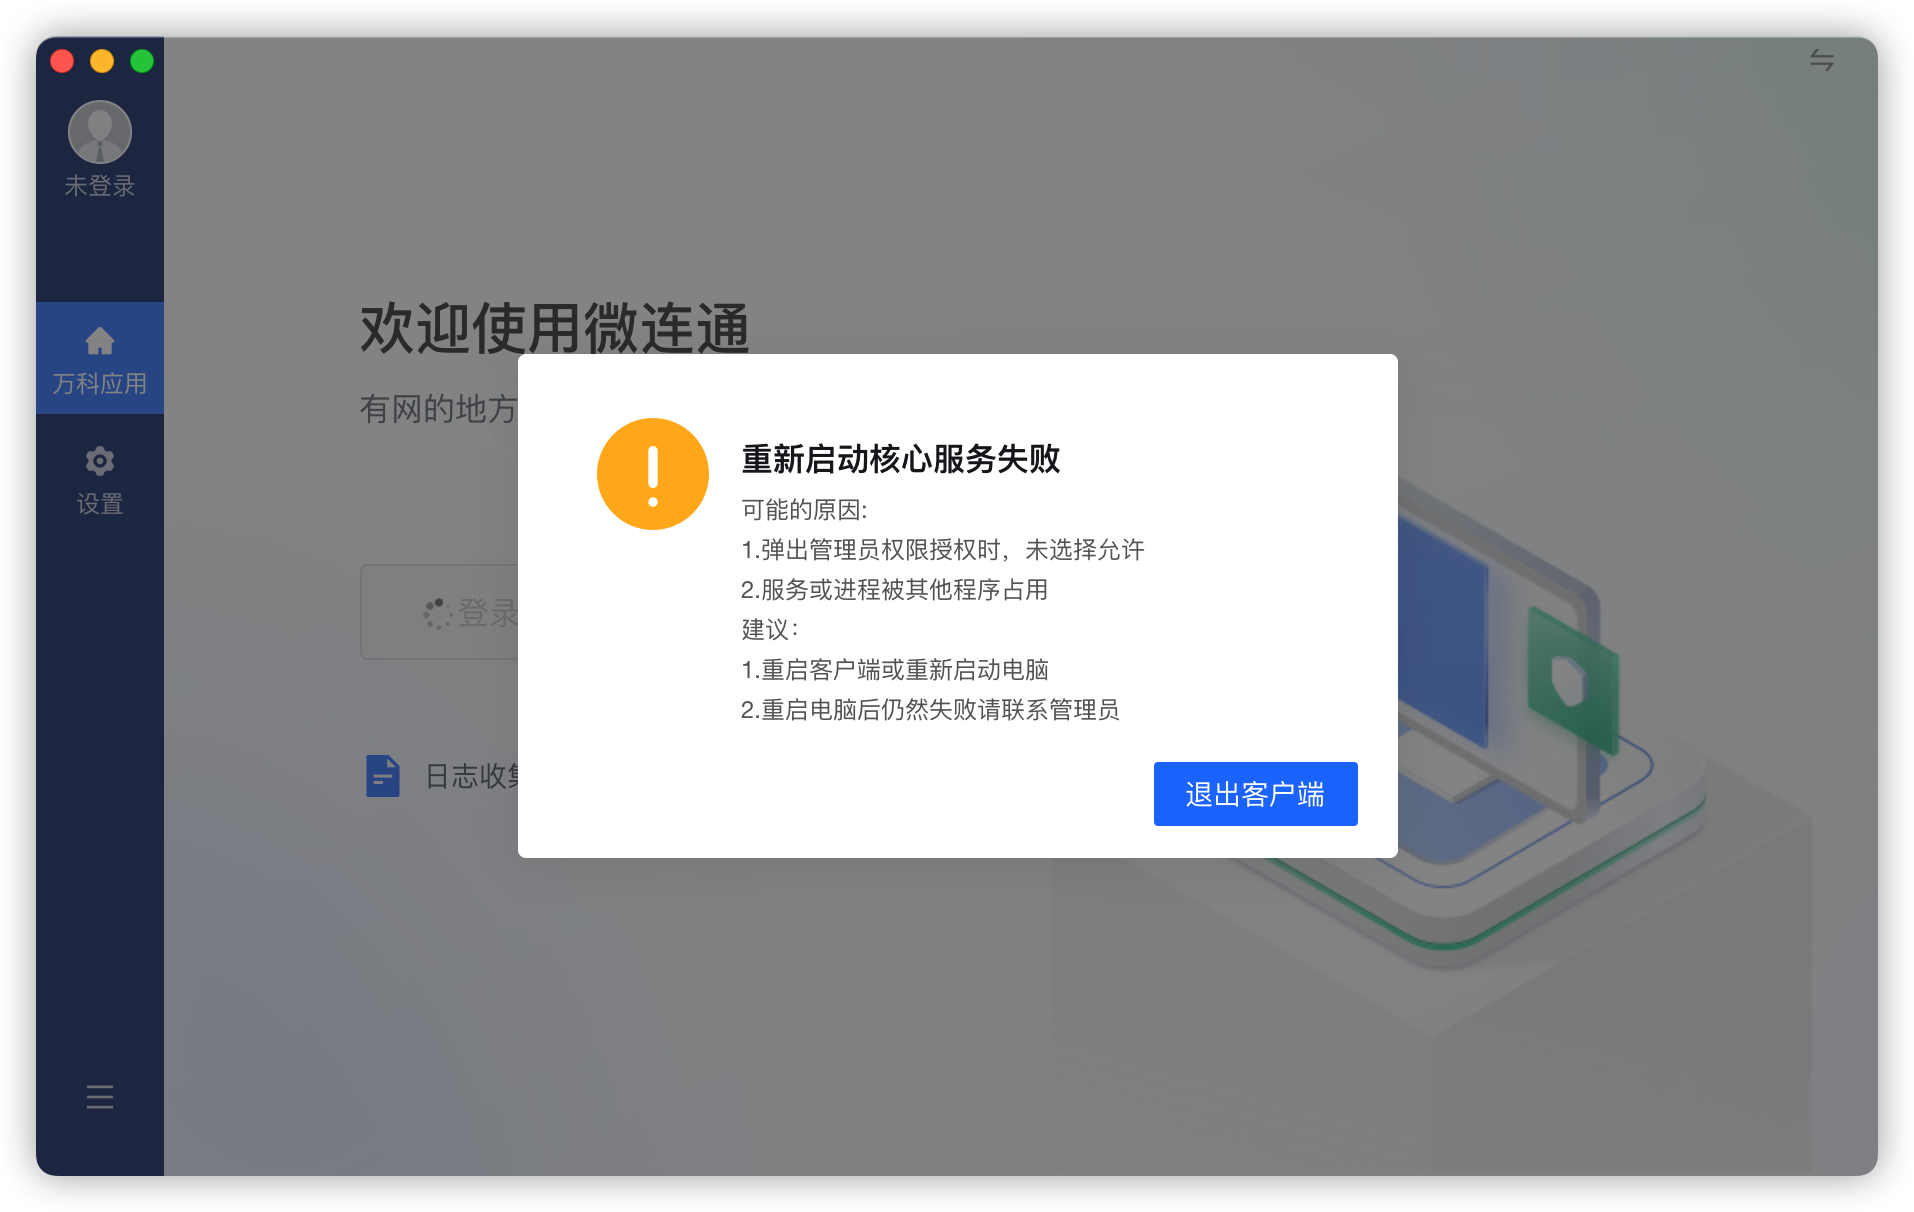 未登录
万科应用
设置
欢迎使用微连通
有网的地方
登录
日志收集
重新启动核心服务失败
可能的原因:
1.弹出管理员权限授权时，未选择允许
2.服务或进程被其他程序占用
建议：
1.重启客户端或重新启动电脑
2.重启电脑后仍然失败请联系管理员
退出客户端